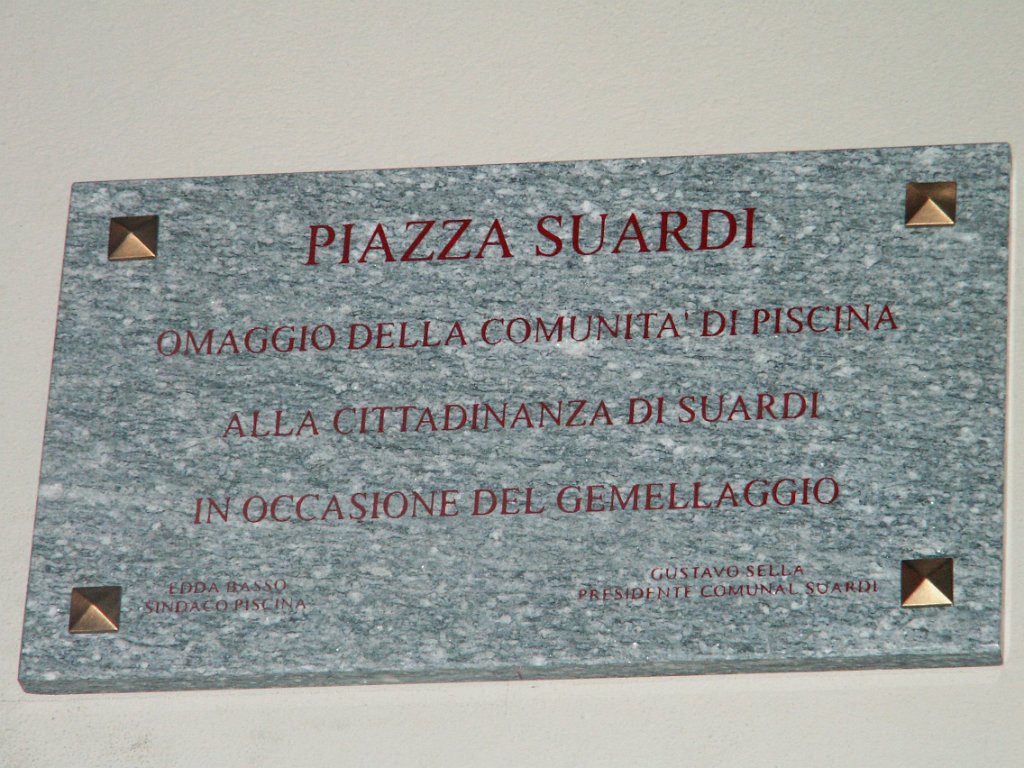 PIAZZA SUARDI
OMAGGIO DELLA COMUNITA' DI PISCINA
ALLA CITTADINANZA DI SUARDI
IN OCCASIONE DEL GEMELLAGGIO
EDDA BASSO
SINDACO PISCINA
GUSTAVO SELLA
PRESIDENTE COMUNAL SUARDI